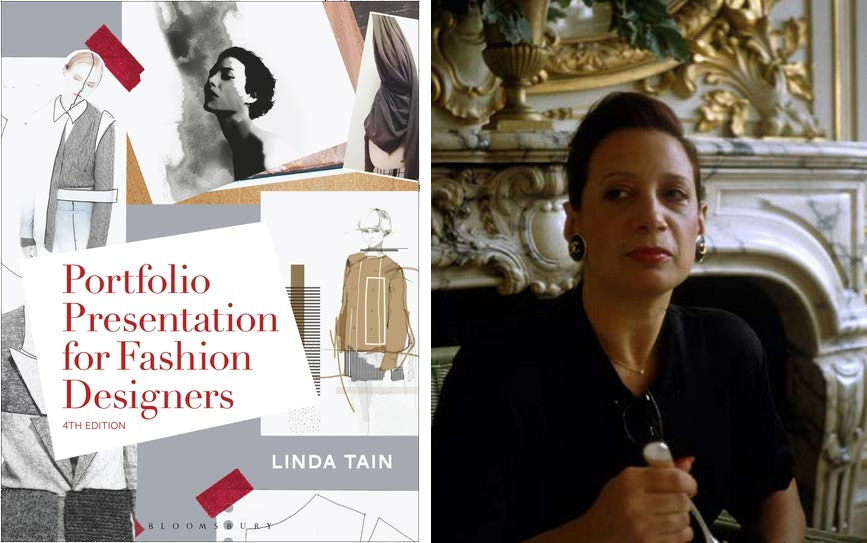 Portfolio
Presentation
for Fashion
Designers
4TH EDITION
LINDA TAIN
BLOOMSBURY